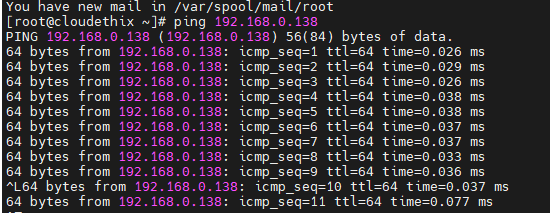 You have new mail in /var/spool/mail/root
[root@cloudethix ~]# ping 192.168.0.138
PING 192.168.0.138 (192.168.0.138) 56(84) bytes of data.
64 bytes from 192.168.0.138: icmp_seq=1 ttl=64 time=0.026 ms
64 bytes from 192.168.0.138: icmp_seq=2 ttl=64 time=0.029 ms
64 bytes from 192.168.0.138: icmp_seq=3 ttl=64 time=0.026 ms
64 bytes from 192.168.0.138: icmp_seq=4 ttl=64 time=0.038 ms
64 bytes from 192.168.0.138: icmp_seq=5 ttl=64 time=0.038 ms
64 bytes from 192.168.0.138: icmp_seq=6 ttl=64 time=0.037 ms
64 bytes from 192.168.0.138: icmp_seq=7 ttl=64 time=0.037 ms
64 bytes from 192.168.0.138: icmp_seq=8 ttl=64 time=0.033 ms
64 bytes from 192.168.0.138: icmp_seq=9 ttl=64 time=0.036 ms
^L64 bytes from 192.168.0.138: icmp_seq=10 ttl=64 time=0.037 ms
64 bytes from 192.168.0.138: icmp_seq=11 ttl=64 time=0.077 ms